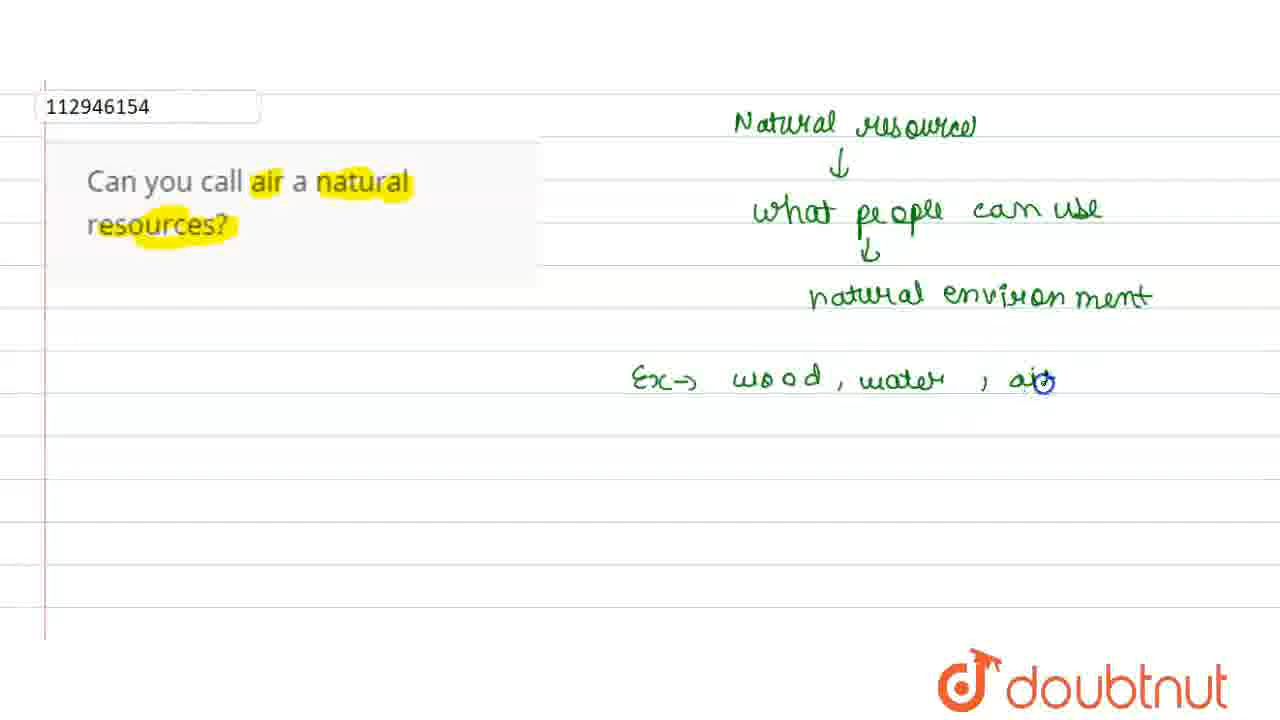 112946154
Can you call air a natural
resources?
Natural resource
↓
what people can use
↓
natural environment
Ex→ wood, water, air
doubtnut